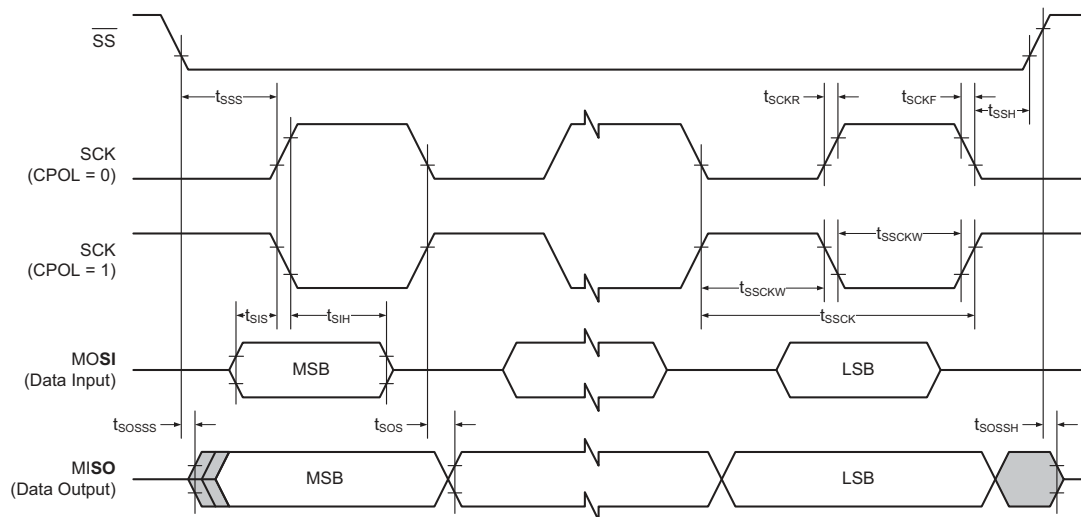 SS
tSSS
tSCKR
tSCKF
tSSH
SCK
(CPOL = 0)
SCK
(CPOL = 1)
tSSCKW
tSSCKW
tSSCK
tSIS
tSIH
MOSI
(Data Input)
MSB
LSB
tSOSSS
tSOS
tSOSSH
MISO
(Data Output)
MSB
LSB